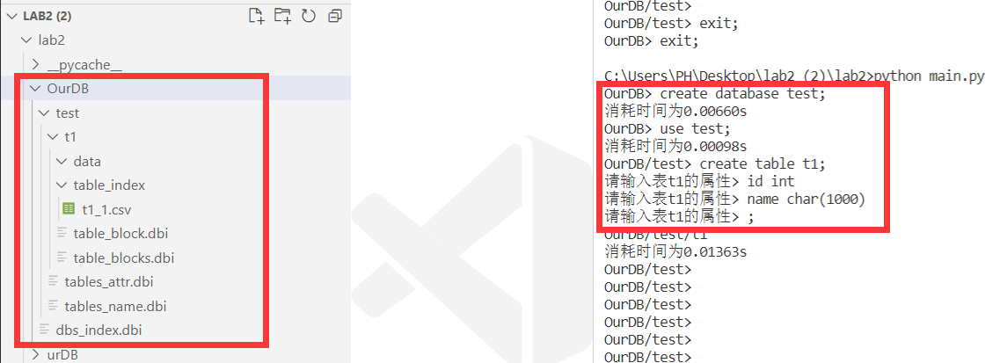 LAB2 (2)
lab2
__pycache__
OurDB
test
t1
data
table_index
t1_1.csv
table_block.dbi
table_blocks.dbi
tables_attr.dbi
tables_name.dbi
dbs_index.dbi
urDB
OurDB/test>
OurDB/test> exit;
OurDB> exit;
C:\Users\PH\Desktop\lab2 (2)\lab2>python main.py
OurDB> create database test;
消耗时间为0.00660s
OurDB> use test;
消耗时间为0.00098s
OurDB/test> create table t1;
请输入表t1的属性> id int
请输入表t1的属性> name char(1000)
请输入表t1的属性> ;
OurDB/test/t1
消耗时间为0.01363s
OurDB/test>
OurDB/test>
OurDB/test>
OurDB/test>
OurDB/test>
OurDB/test>